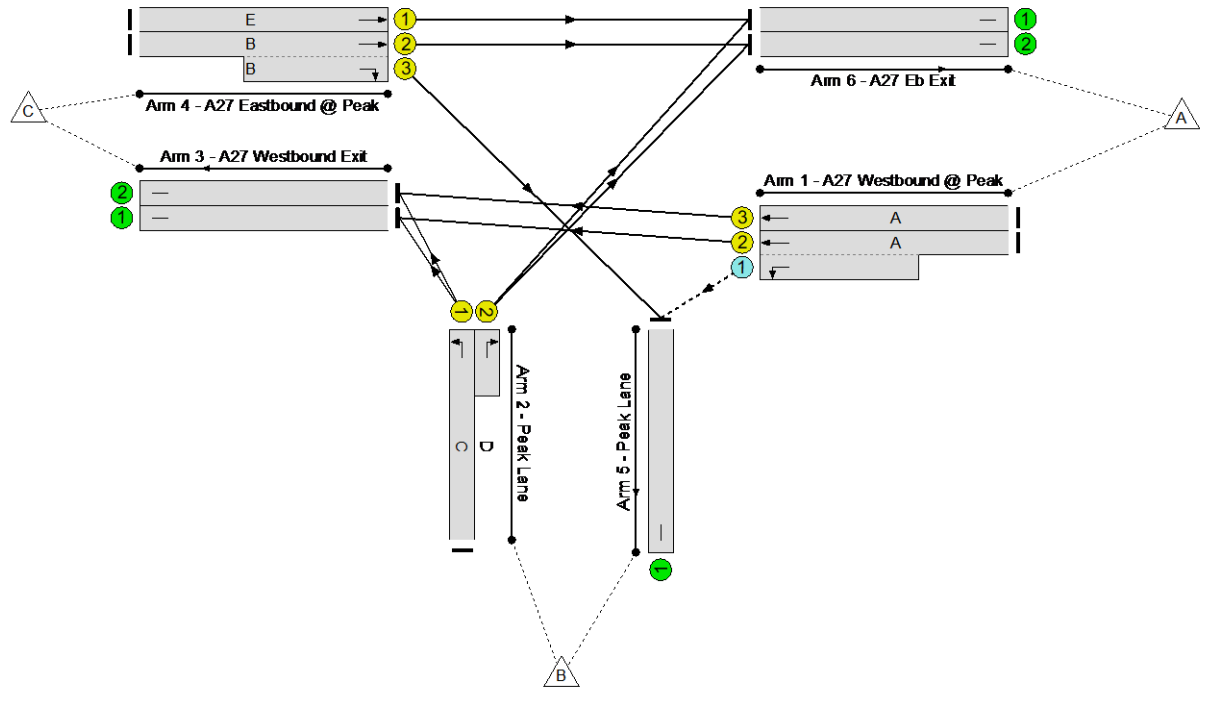 E
1
B
2
B
3
1
2
Arm 4 - A27 Eastbound @ Peak
Arm 6 - A27 Eb Exit
C
A
Arm 3 - A27 Westbound Exit
Arm 1 - A27 Westbound @ Peak
2
1
3
A
2
A
1
1
2
C
D
Arm 2 - Peak Lane
Arm 5 - Peak Lane
1
B